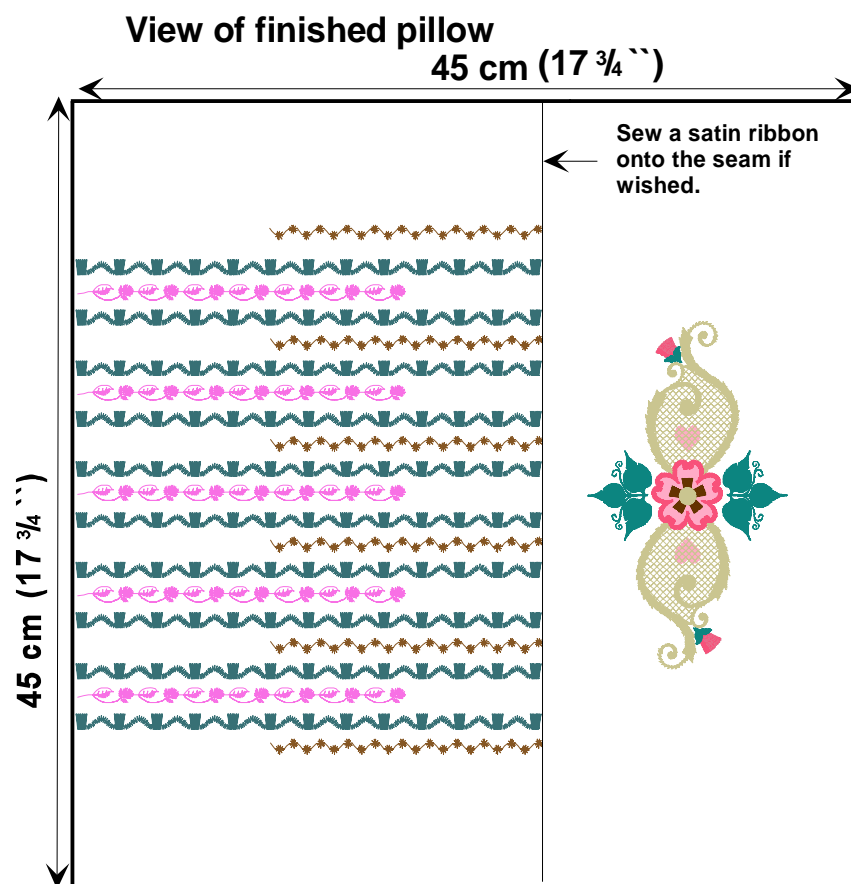 View of finished pillow
45 cm (17 ¾ ``)
Sew a satin ribbon
onto the seam if
wished.
45 cm (17 ¾ ``)